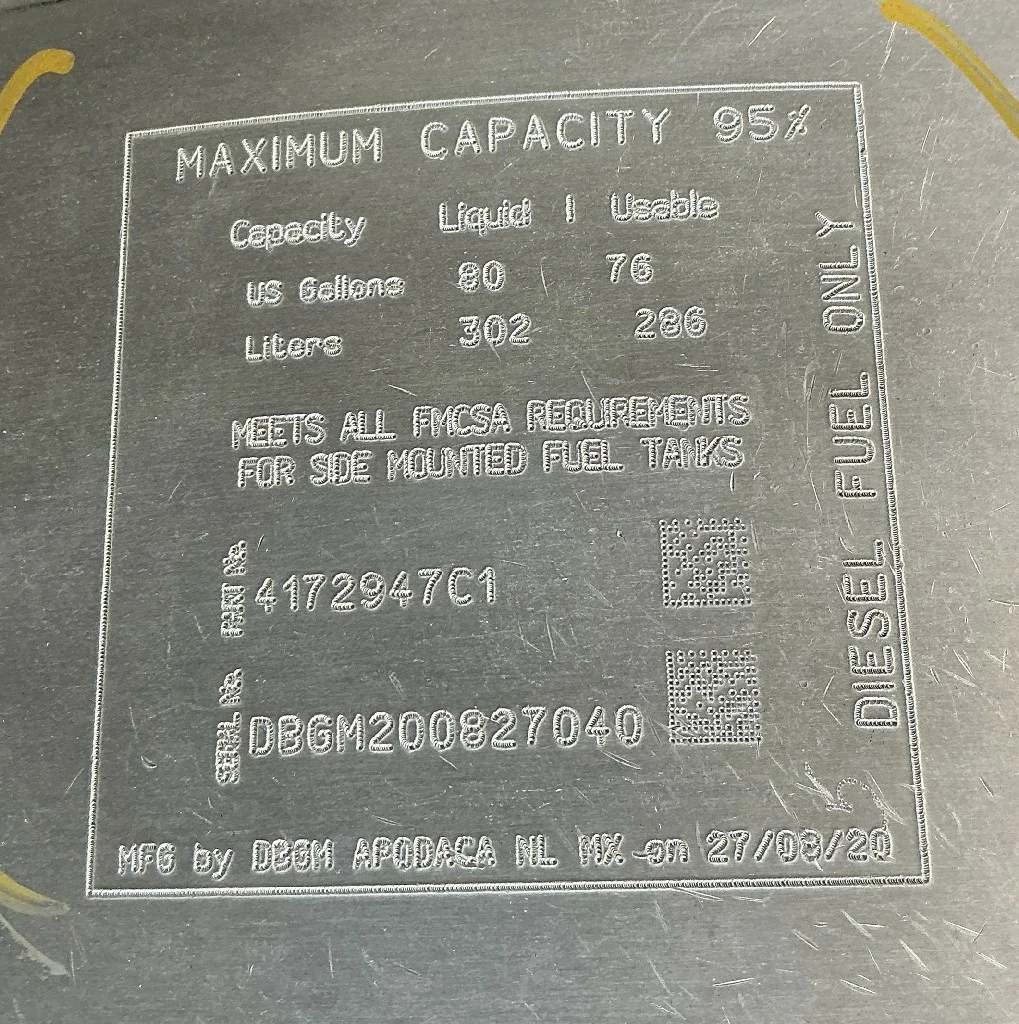 MAXIMUM CAPACITY 95%
Capacity Liquid | Usable
US Gallons 80 76
Liters 302 286
MEETS ALL FMCSA REQUIREMENTS
FOR SIDE MOUNTED FUEL TANKS
PART No
4172947C1
SERIAL No
DBGM200827040
MFG by DBGM APODACA NL MX on 27/08/20
DIESEL FUEL ONLY
5